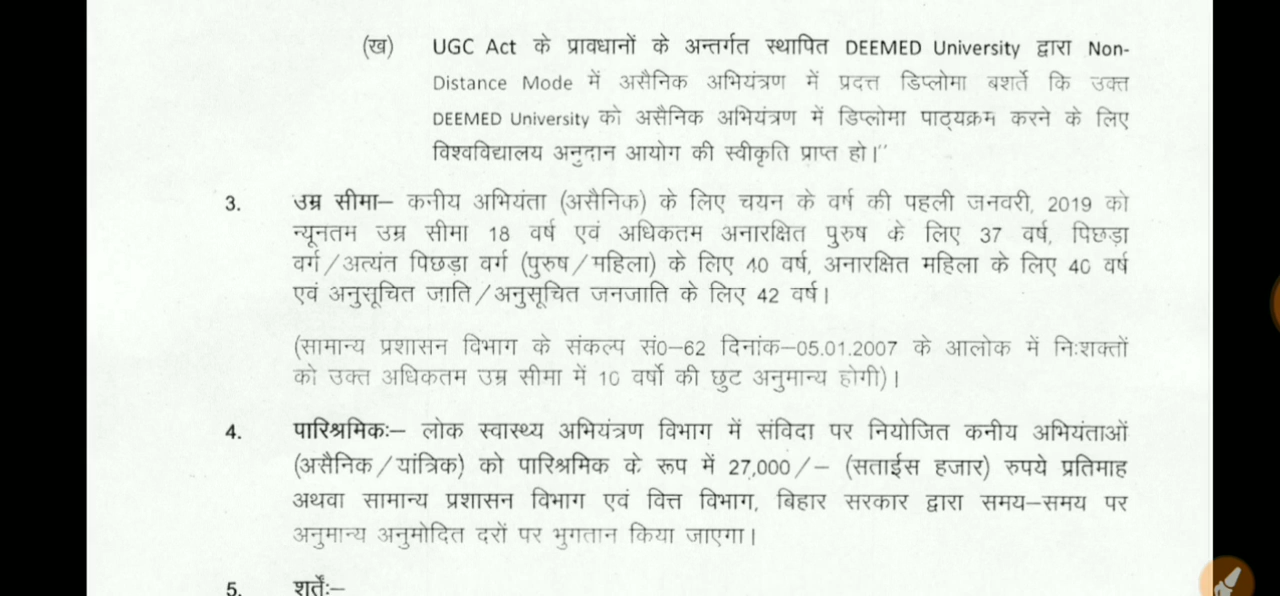 (ख) UGC Act के प्रावधानों के अन्तर्गत स्थापित DEEMED University द्वारा Non-
Distance Mode में असैनिक अभियंत्रण में प्रदत्त डिप्लोमा बशर्ते कि उक्त
DEEMED University को असैनिक अभियंत्रण में डिप्लोमा पाठ्यक्रम करने के लिए
विश्वविद्यालय अनुदान आयोग की स्वीकृति प्राप्त हो।"
3. उम्र सीमा– कनीय अभियंता (असैनिक) के लिए चयन के वर्ष की पहली जनवरी, 2019 को
न्यूनतम उम्र सीमा 18 वर्ष एवं अधिकतम अनारक्षित पुरुष के लिए 37 वर्ष, पिछड़ा
वर्ग/अत्यंत पिछड़ा वर्ग (पुरुष/महिला) के लिए 40 वर्ष, अनारक्षित महिला के लिए 40 वर्ष
एवं अनुसूचित जाति/अनुसूचित जनजाति के लिए 42 वर्ष।
(सामान्य प्रशासन विभाग के संकल्प सं0–62 दिनांक–05.01.2007 के आलोक में निःशक्तों
को उक्त अधिकतम उम्र सीमा में 10 वर्षो की छुट अनुमान्य होगी)।
4. पारिश्रमिकः– लोक स्वास्थ्य अभियंत्रण विभाग में संविदा पर नियोजित कनीय अभियंताओं
(असैनिक/यांत्रिक) को पारिश्रमिक के रूप में 27,000/– (सताईस हजार) रुपये प्रतिमाह
अथवा सामान्य प्रशासन विभाग एवं वित्त विभाग, बिहार सरकार द्वारा समय–समय पर
अनुमान्य अनुमोदित दरों पर भुगतान किया जाएगा।
5. शर्तेंः–